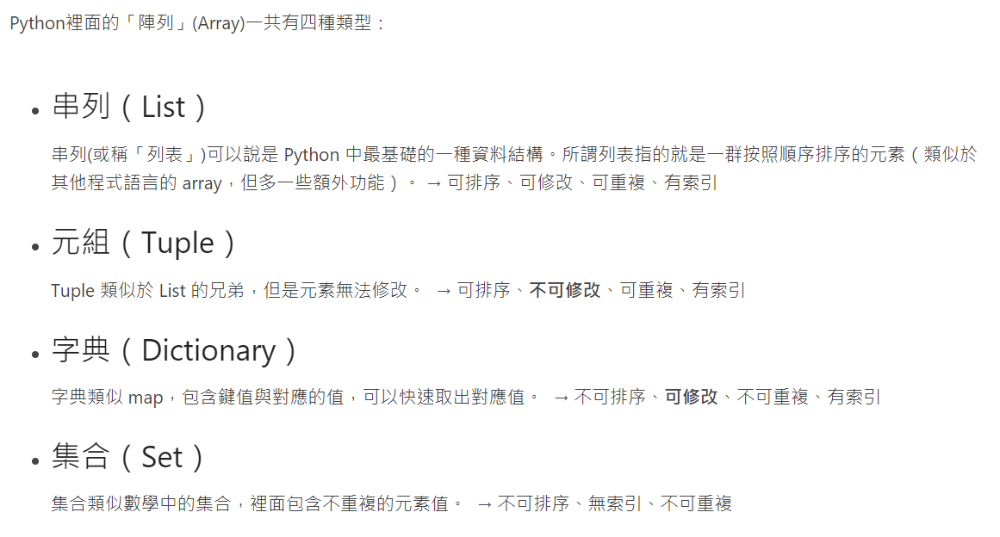 Python裡面的「陣列」(Array)一共有四種類型：
• 串列（List）
串列(或稱「列表」)可以說是 Python 中最基礎的一種資料結構。所謂列表指的就是一群按照順序排序的元素（類似於
其他程式語言的 array，但多一些額外功能）。 → 可排序、可修改、可重複、有索引
• 元組（Tuple）
Tuple 類似於 List 的兄弟，但是元素無法修改。 → 可排序、不可修改、可重複、有索引
• 字典（Dictionary）
字典類似 map，包含鍵值與對應的值，可以快速取出對應值。 → 不可排序、可修改、不可重複、有索引
• 集合（Set）
集合類似數學中的集合，裡面包含不重複的元素值。 → 不可排序、無索引、不可重複